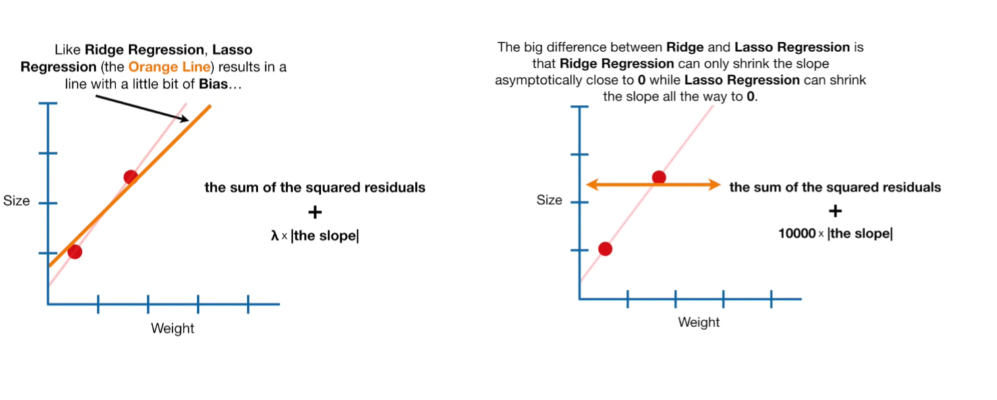 Like Ridge Regression, Lasso
Regression (the Orange Line) results in a
line with a little bit of Bias…
Size
the sum of the squared residuals
+
λ x |the slope|
Weight
The big difference between Ridge and Lasso Regression is
that Ridge Regression can only shrink the slope
asymptotically close to 0 while Lasso Regression can shrink
the slope all the way to 0.
Size
the sum of the squared residuals
+
10000 x |the slope|
Weight